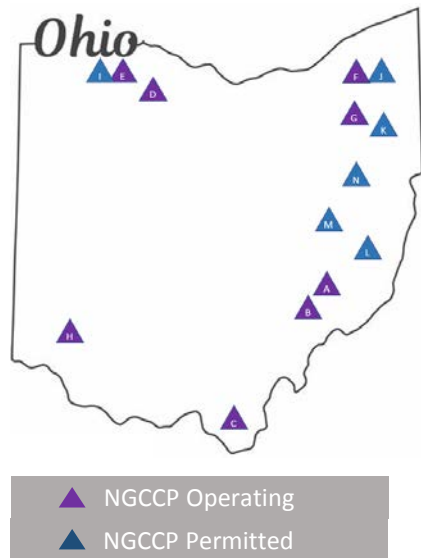 Ohio
I E
D
F J
G
K
N
M
L
A
B
H
C
NGCCP Operating
NGCCP Permitted